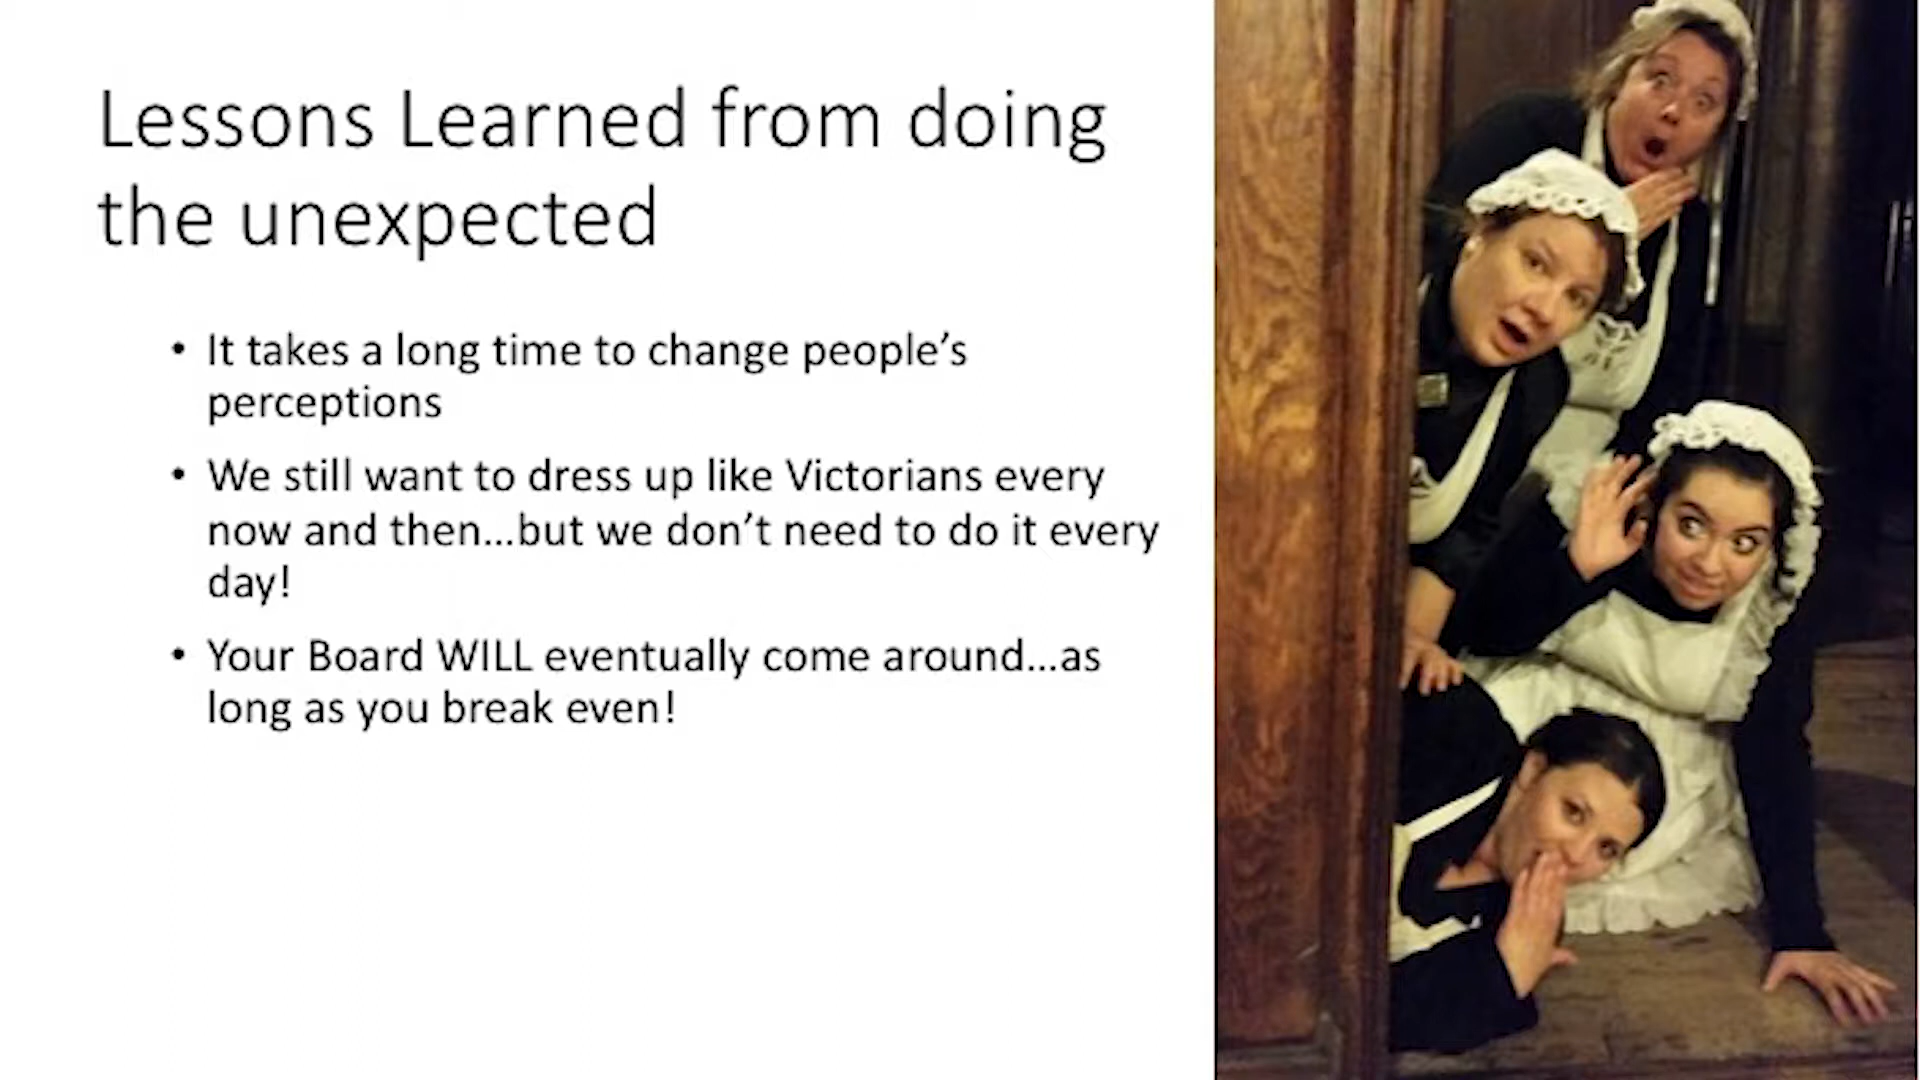 Lessons Learned from doing
the unexpected
• It takes a long time to change people’s
perceptions
• We still want to dress up like Victorians every
now and then...but we don’t need to do it every
day!
• Your Board WILL eventually come around...as
long as you break even!